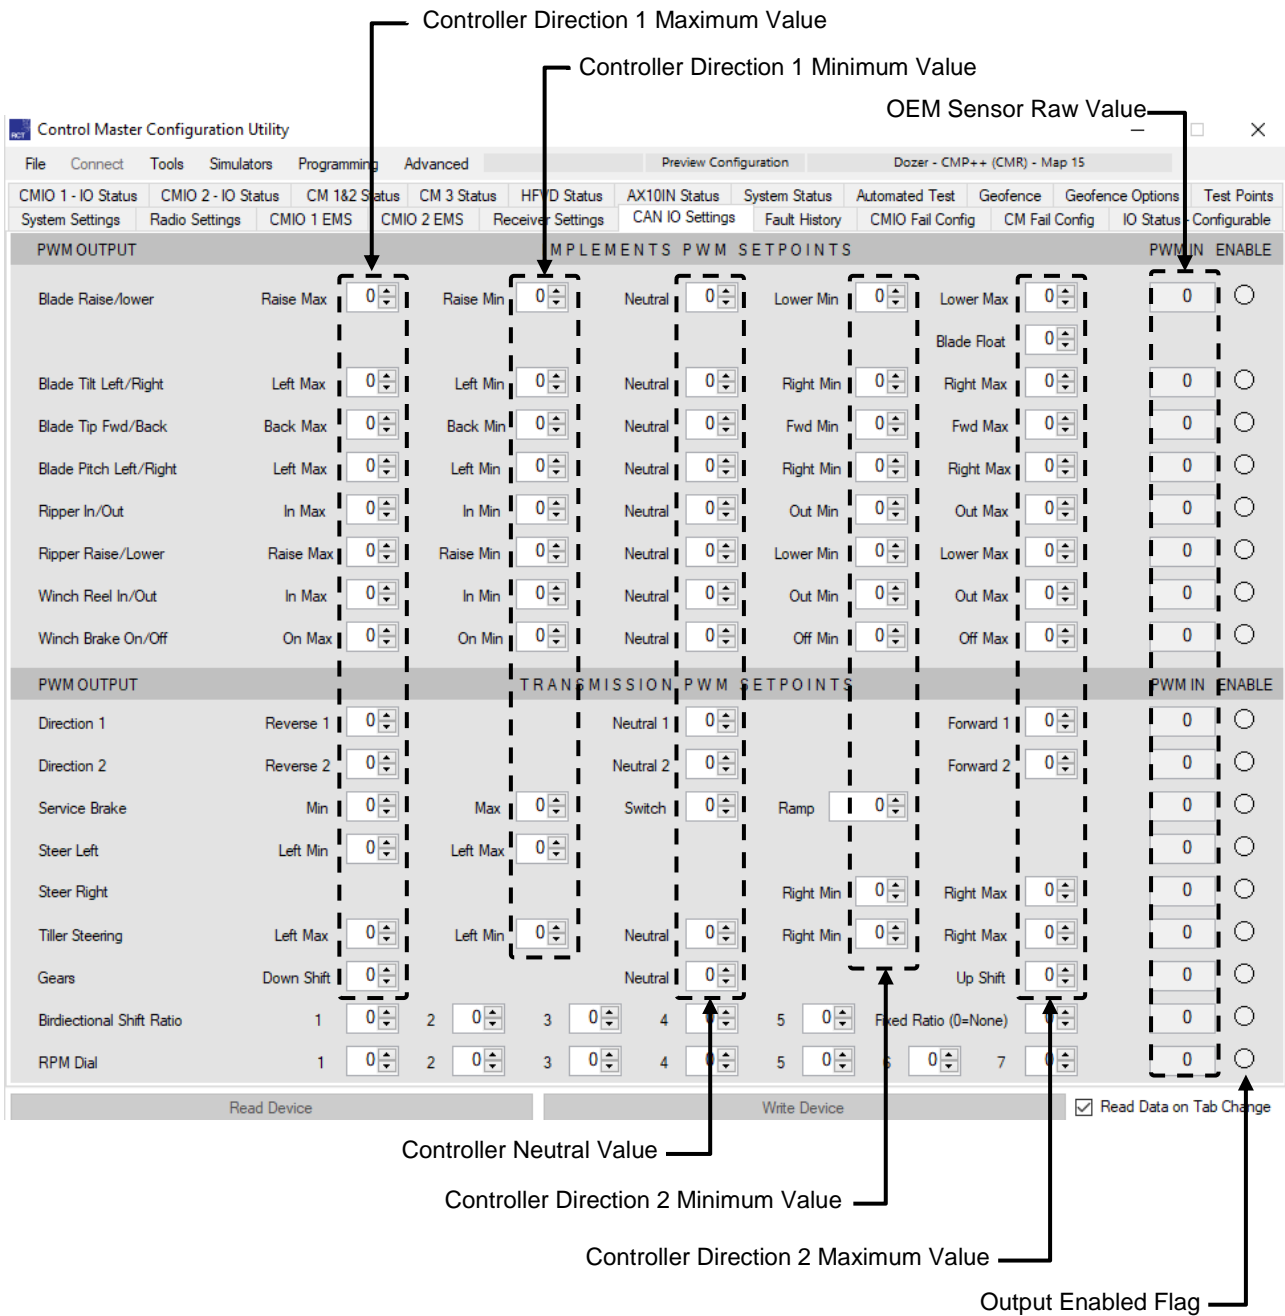 Controller Direction 1 Maximum Value
Controller Direction 1 Minimum Value
OEM Sensor Raw Value
RCT Control Master Configuration Utility
File Connect Tools Simulators Programming Advanced Preview Configuration Dozer - CMP++ (CMR) - Map 15
CMIO 1 - IO Status CMIO 2 - IO Status CM 1&2 Status CM 3 Status HFVD Status AX10IN Status System Status Automated Test Geofence Geofence Options Test Points
System Settings Radio Settings CMIO 1 EMS CMIO 2 EMS Receiver Settings CAN IO Settings Fault History CMIO Fail Config CM Fail Config IO Status - Configurable
PWM OUTPUT IMPLEMENTS PWM SETPOINTS PWM IN ENABLE
Blade Raise/lower Raise Max 0 Raise Min 0 Neutral 0 Lower Min 0 Lower Max 0 0
Blade Float 0
Blade Tilt Left/Right Left Max 0 Left Min 0 Neutral 0 Right Min 0 Right Max 0 0
Blade Tip Fwd/Back Back Max 0 Back Min 0 Neutral 0 Fwd Min 0 Fwd Max 0 0
Blade Pitch Left/Right Left Max 0 Left Min 0 Neutral 0 Right Min 0 Right Max 0 0
Ripper In/Out In Max 0 In Min 0 Neutral 0 Out Min 0 Out Max 0 0
Ripper Raise/Lower Raise Max 0 Raise Min 0 Neutral 0 Lower Min 0 Lower Max 0 0
Winch Reel In/Out In Max 0 In Min 0 Neutral 0 Out Min 0 Out Max 0 0
Winch Brake On/Off On Max 0 On Min 0 Neutral 0 Off Min 0 Off Max 0 0
PWM OUTPUT TRANSMISSION PWM SETPOINTS PWM IN ENABLE
Direction 1 Reverse 1 0 Neutral 1 0 Forward 1 0 0
Direction 2 Reverse 2 0 Neutral 2 0 Forward 2 0 0
Service Brake Min 0 Max 0 Switch 0 Ramp 0 0
Steer Left Left Min 0 Left Max 0 0
Steer Right Right Min 0 Right Max 0 0
Tiller Steering Left Max 0 Left Min 0 Neutral 0 Right Min 0 Right Max 0 0
Gears Down Shift 0 Neutral 0 Up Shift 0 0
Birdiectional Shift Ratio 1 0 2 0 3 0 4 0 5 0 Fixed Ratio (0=None) 0 0
RPM Dial 1 0 2 0 3 0 4 0 5 0 6 0 7 0 0
Read Device Write Device Read Data on Tab Change
Controller Neutral Value
Controller Direction 2 Minimum Value
Controller Direction 2 Maximum Value
Output Enabled Flag